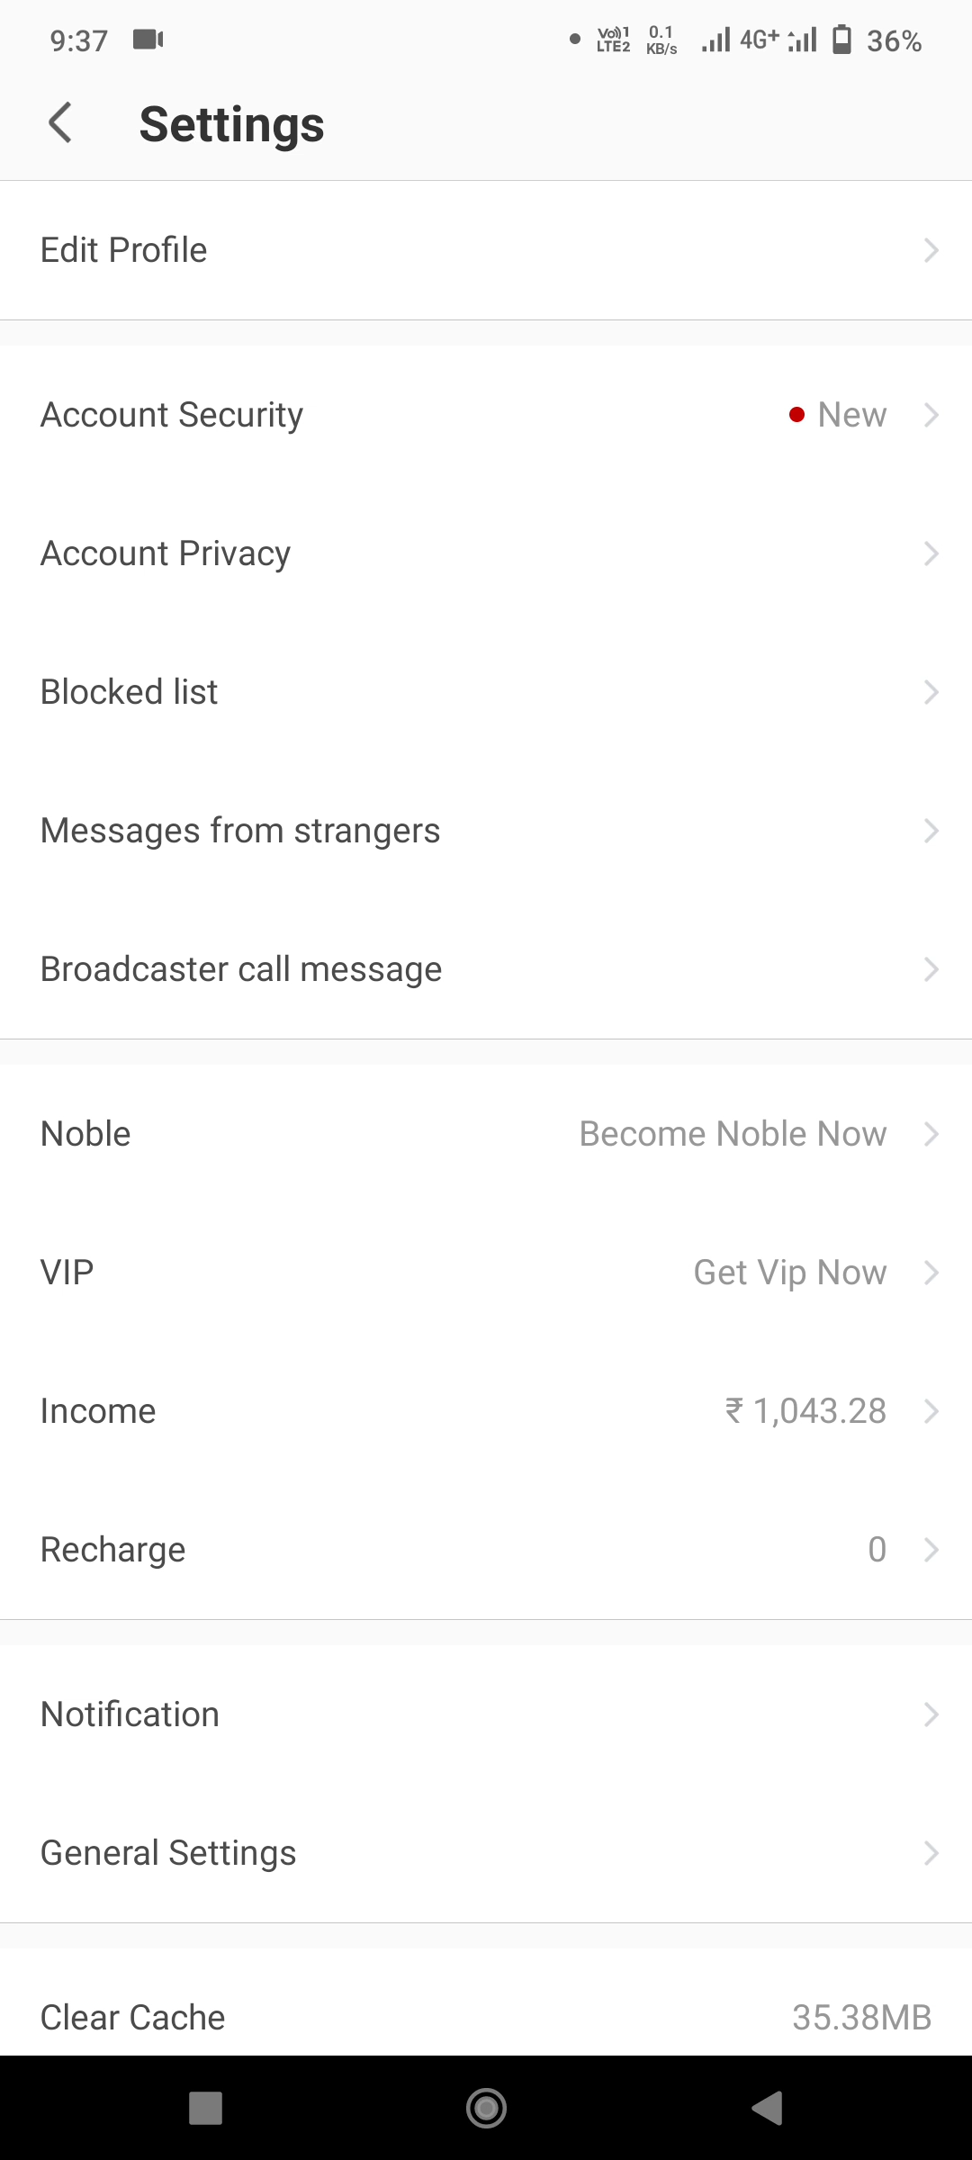 9:37 Vo))1 LTE2 0.1 KB/s 4G+ 36%
Settings
Edit Profile
Account Security New
Account Privacy
Blocked list
Messages from strangers
Broadcaster call message
Noble Become Noble Now
VIP Get Vip Now
Income ₹ 1,043.28
Recharge 0
Notification
General Settings
Clear Cache 35.38MB